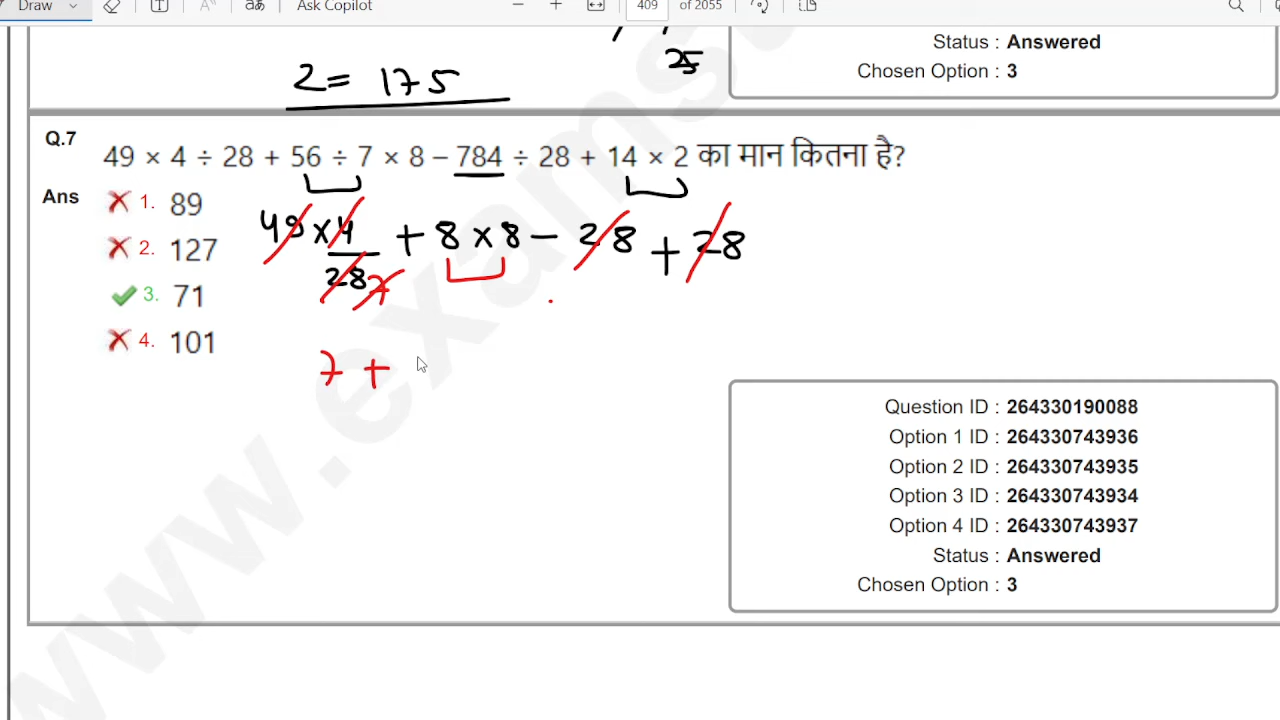 Draw Ask Copilot 409 of 2055
25
2 = 175
Status : Answered
Chosen Option : 3
Q.7
49 × 4 ÷ 28 + 56 ÷ 7 × 8 – 784 ÷ 28 + 14 × 2 का मान कितना है?
Ans
1. 89
2. 127
3. 71
4. 101
49 × 4 + 8 × 8 – 28 + 28
28 7
7 +
Question ID : 264330190088
Option 1 ID : 264330743936
Option 2 ID : 264330743935
Option 3 ID : 264330743934
Option 4 ID : 264330743937
Status : Answered
Chosen Option : 3
www.exams